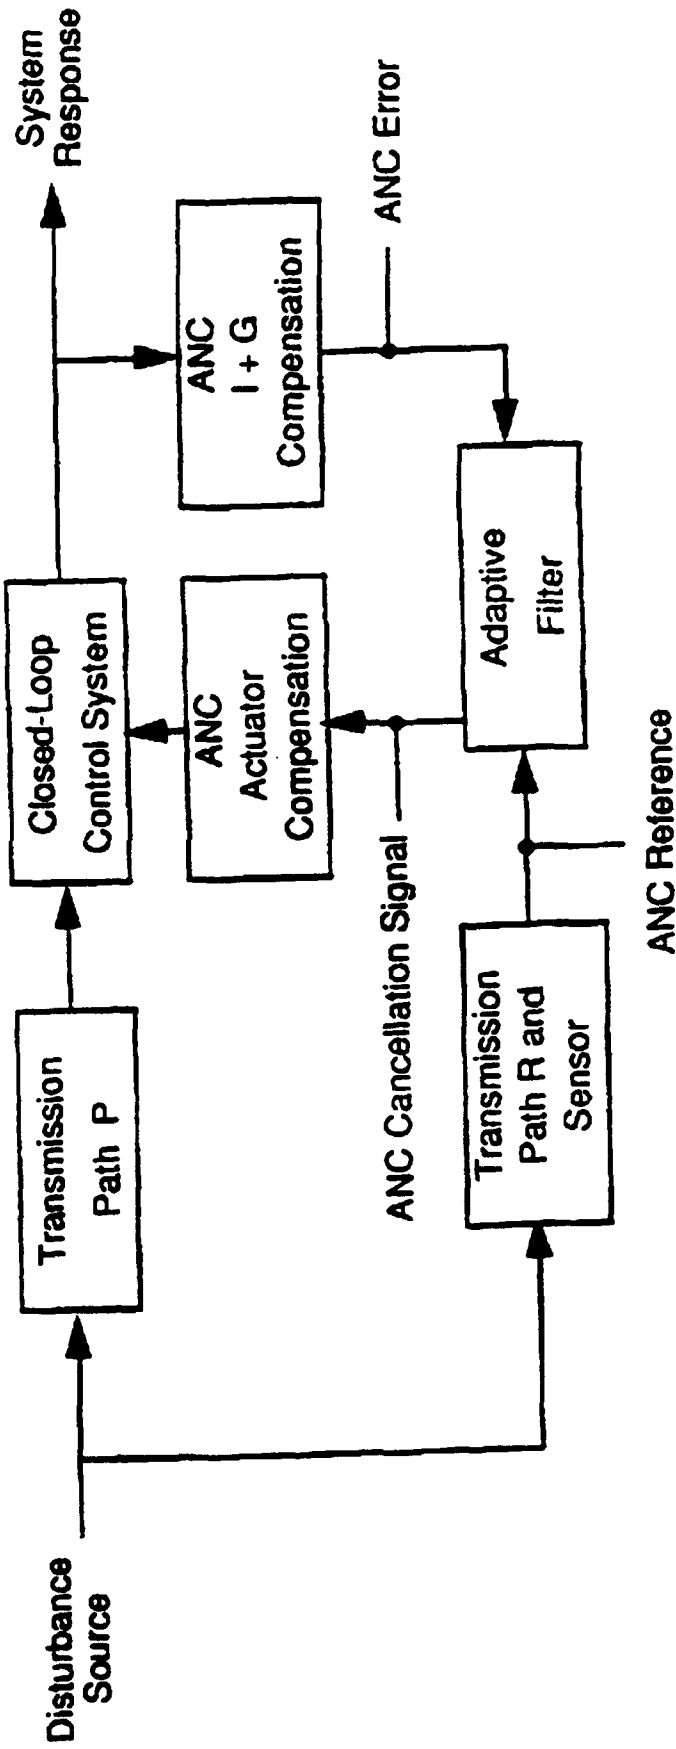 Disturbance
Source
Transmission
Path P
Closed-Loop
Control System
System
Response
ANC
Actuator
Compensation
ANC
I + G
Compensation
ANC Cancellation Signal
ANC Error
Transmission
Path R and
Sensor
Adaptive
Filter
ANC Reference